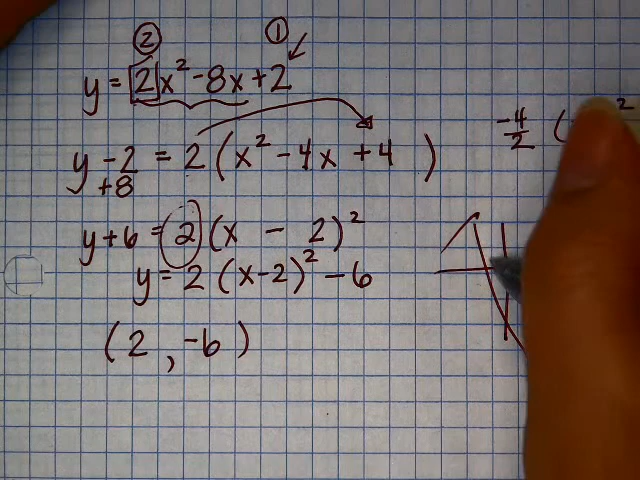 ② ①
y = 2x² -8x +2
y -2 = 2 (x² -4x +4 )
+8
-4/2 ( ²
y+6 = 2 (x - 2)²
y = 2 (x-2)² -6
(2 , -6 )